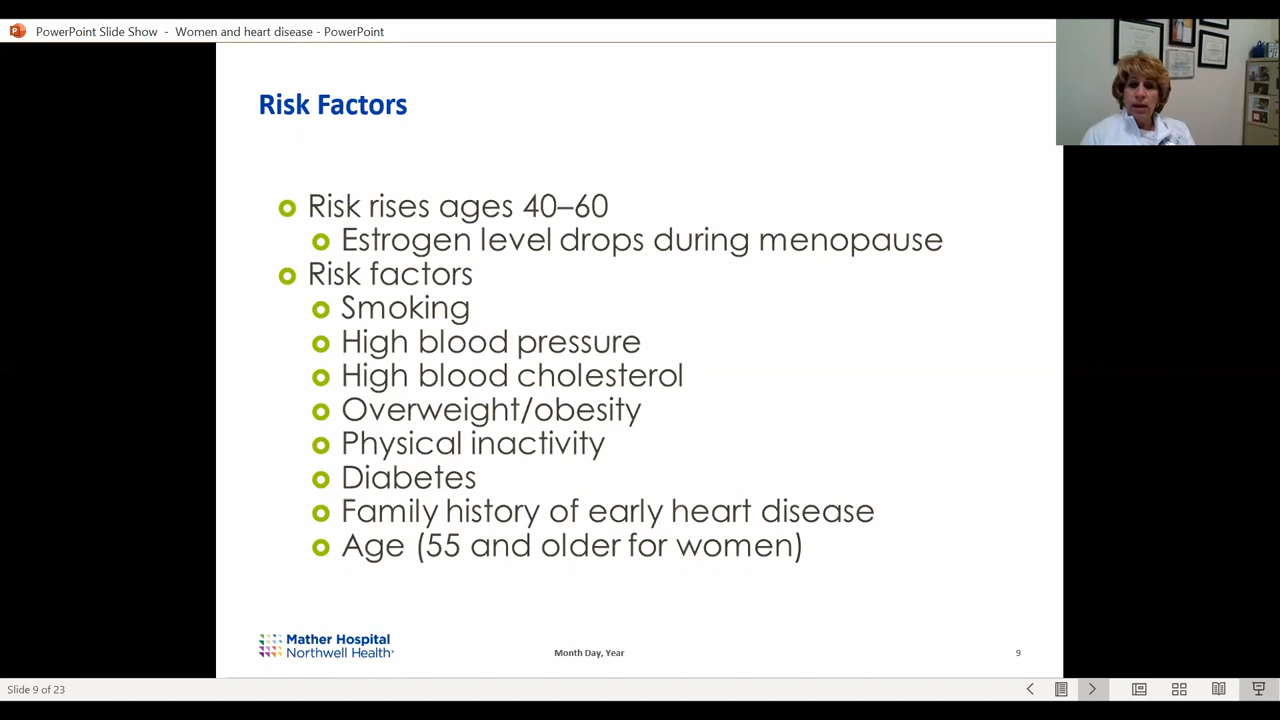 PowerPoint Slide Show - Women and heart disease - PowerPoint
Risk Factors
Risk rises ages 40–60
Estrogen level drops during menopause
Risk factors
Smoking
High blood pressure
High blood cholesterol
Overweight/obesity
Physical inactivity
Diabetes
Family history of early heart disease
Age (55 and older for women)
Mather Hospital
Northwell Health
Month Day, Year
9
Slide 9 of 23